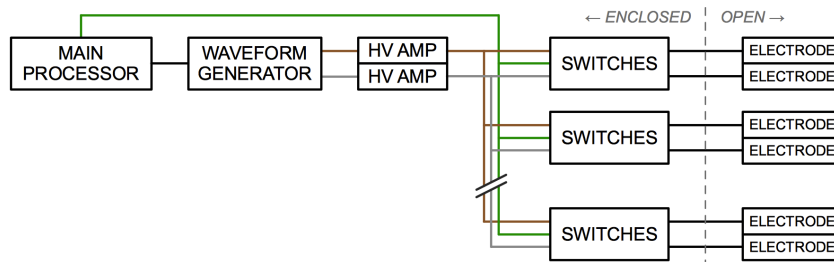 ← ENCLOSED
OPEN →
MAIN
PROCESSOR
WAVEFORM
GENERATOR
HV AMP
HV AMP
SWITCHES
ELECTRODE
ELECTRODE
SWITCHES
ELECTRODE
ELECTRODE
SWITCHES
ELECTRODE
ELECTRODE